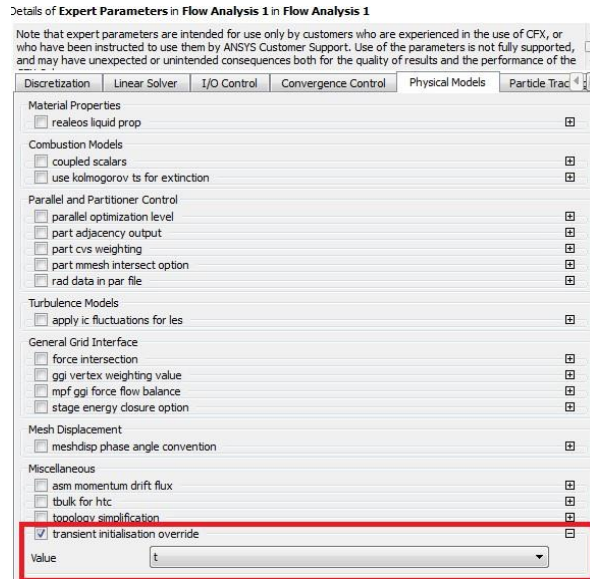 Details of Expert Parameters in Flow Analysis 1 in Flow Analysis 1
Note that expert parameters are intended for use only by customers who are experienced in the use of CFX, or
who have been instructed to use them by ANSYS Customer Support. Use of the parameters is not fully supported,
and may have unexpected or unintended consequences both for the quality of results and the performance of the
Discretization Linear Solver I/O Control Convergence Control Physical Models Particle Trac
Material Properties
realeos liquid prop
Combustion Models
coupled scalars
use kolmogorov ts for extinction
Parallel and Partitioner Control
parallel optimization level
part adjacency output
part cvs weighting
part mmesh intersect option
rad data in par file
Turbulence Models
apply ic fluctuations for les
General Grid Interface
force intersection
ggi vertex weighting value
mpf ggi force flow balance
stage energy closure option
Mesh Displacement
meshdisp phase angle convention
Miscellaneous
asm momentum drift flux
tbulk for htc
topology simplification
transient initialisation override
Value t